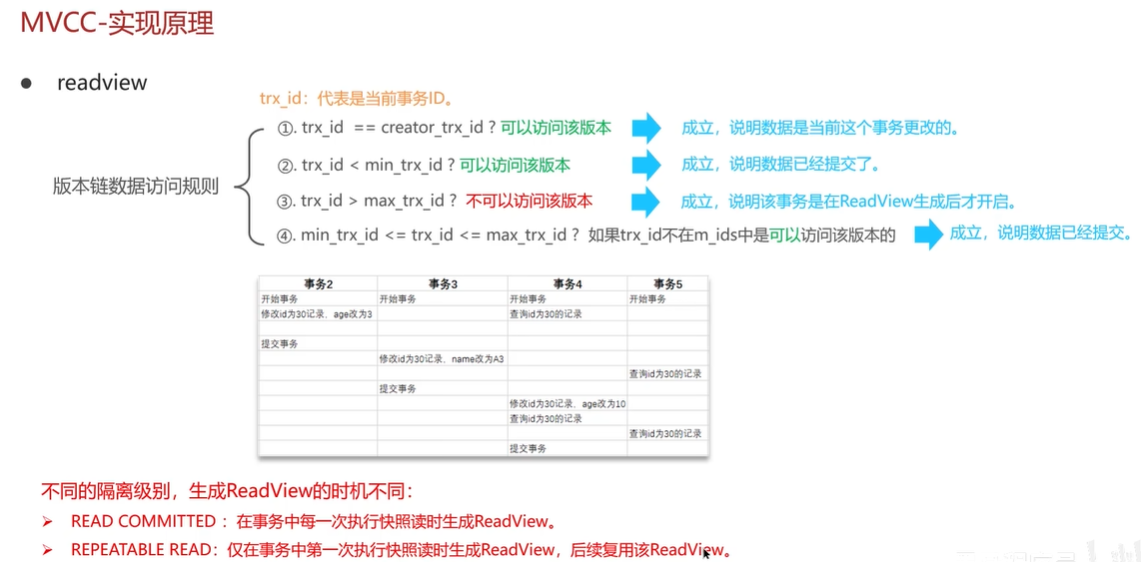 MVCC-实现原理
● readview
trx_id：代表是当前事务ID。
版本链数据访问规则
①. trx_id == creator_trx_id ? 可以访问该版本 成立，说明数据是当前这个事务更改的。
②. trx_id < min_trx_id ? 可以访问该版本 成立，说明数据已经提交了。
③. trx_id > max_trx_id ? 不可以访问该版本 成立，说明该事务是在ReadView生成后才开启。
④. min_trx_id <= trx_id <= max_trx_id ? 如果trx_id不在m_ids中是可以访问该版本的 成立，说明数据已经提交。
事务2 事务3 事务4 事务5
开始事务 开始事务 开始事务 开始事务
修改id为30记录、age改为3 查询id为30的记录
提交事务
修改id为30记录、name改为A3
查询id为30的记录
提交事务
修改id为30记录、age改为10
查询id为30的记录
查询id为30的记录
提交事务
不同的隔离级别，生成ReadView的时机不同：
➢ READ COMMITTED ：在事务中每一次执行快照读时生成ReadView。
➢ REPEATABLE READ：仅在事务中第一次执行快照读时生成ReadView，后续复用该ReadView。